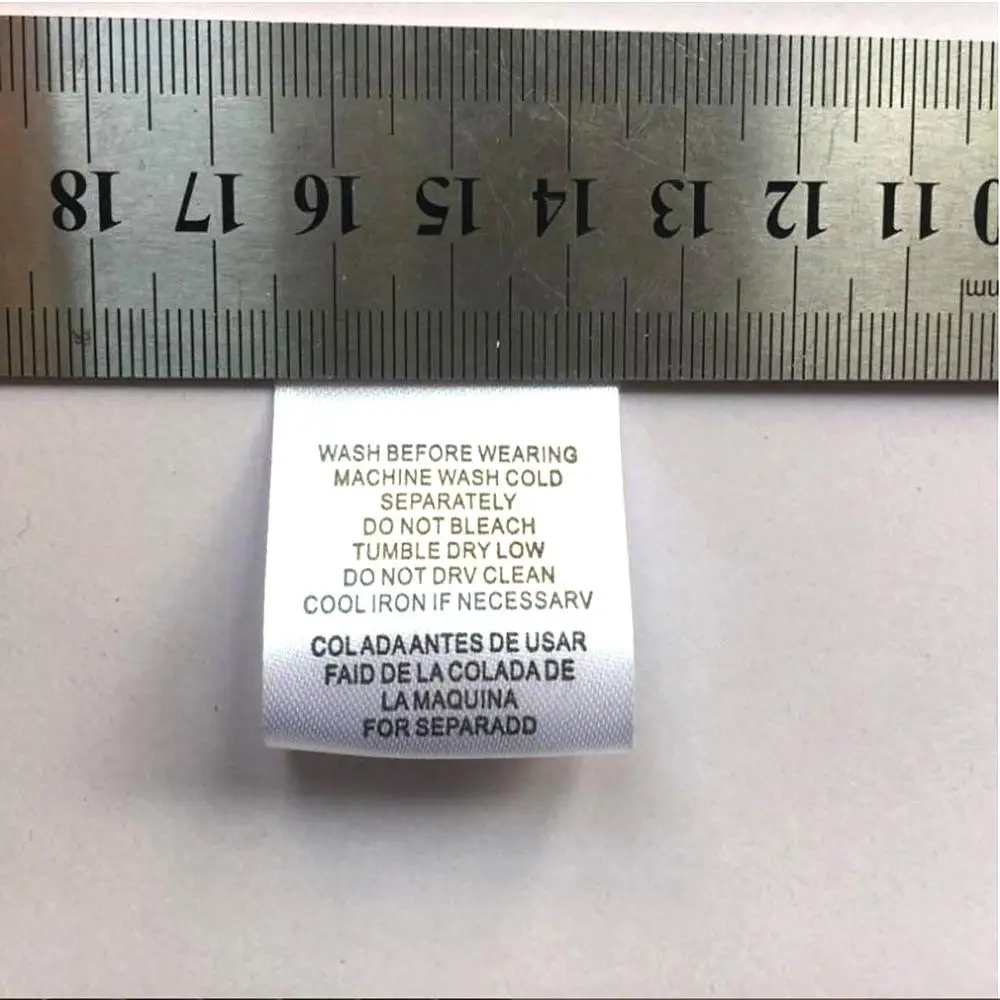 18 17 16 15 14 13 12 11 0
mm
WASH BEFORE WEARING
MACHINE WASH COLD
SEPARATELY
DO NOT BLEACH
TUMBLE DRY LOW
DO NOT DRV CLEAN
COOL IRON IF NECESSARV
COLADA ANTES DE USAR
FAID DE LA COLADA DE
LA MAQUINA
FOR SEPARADD